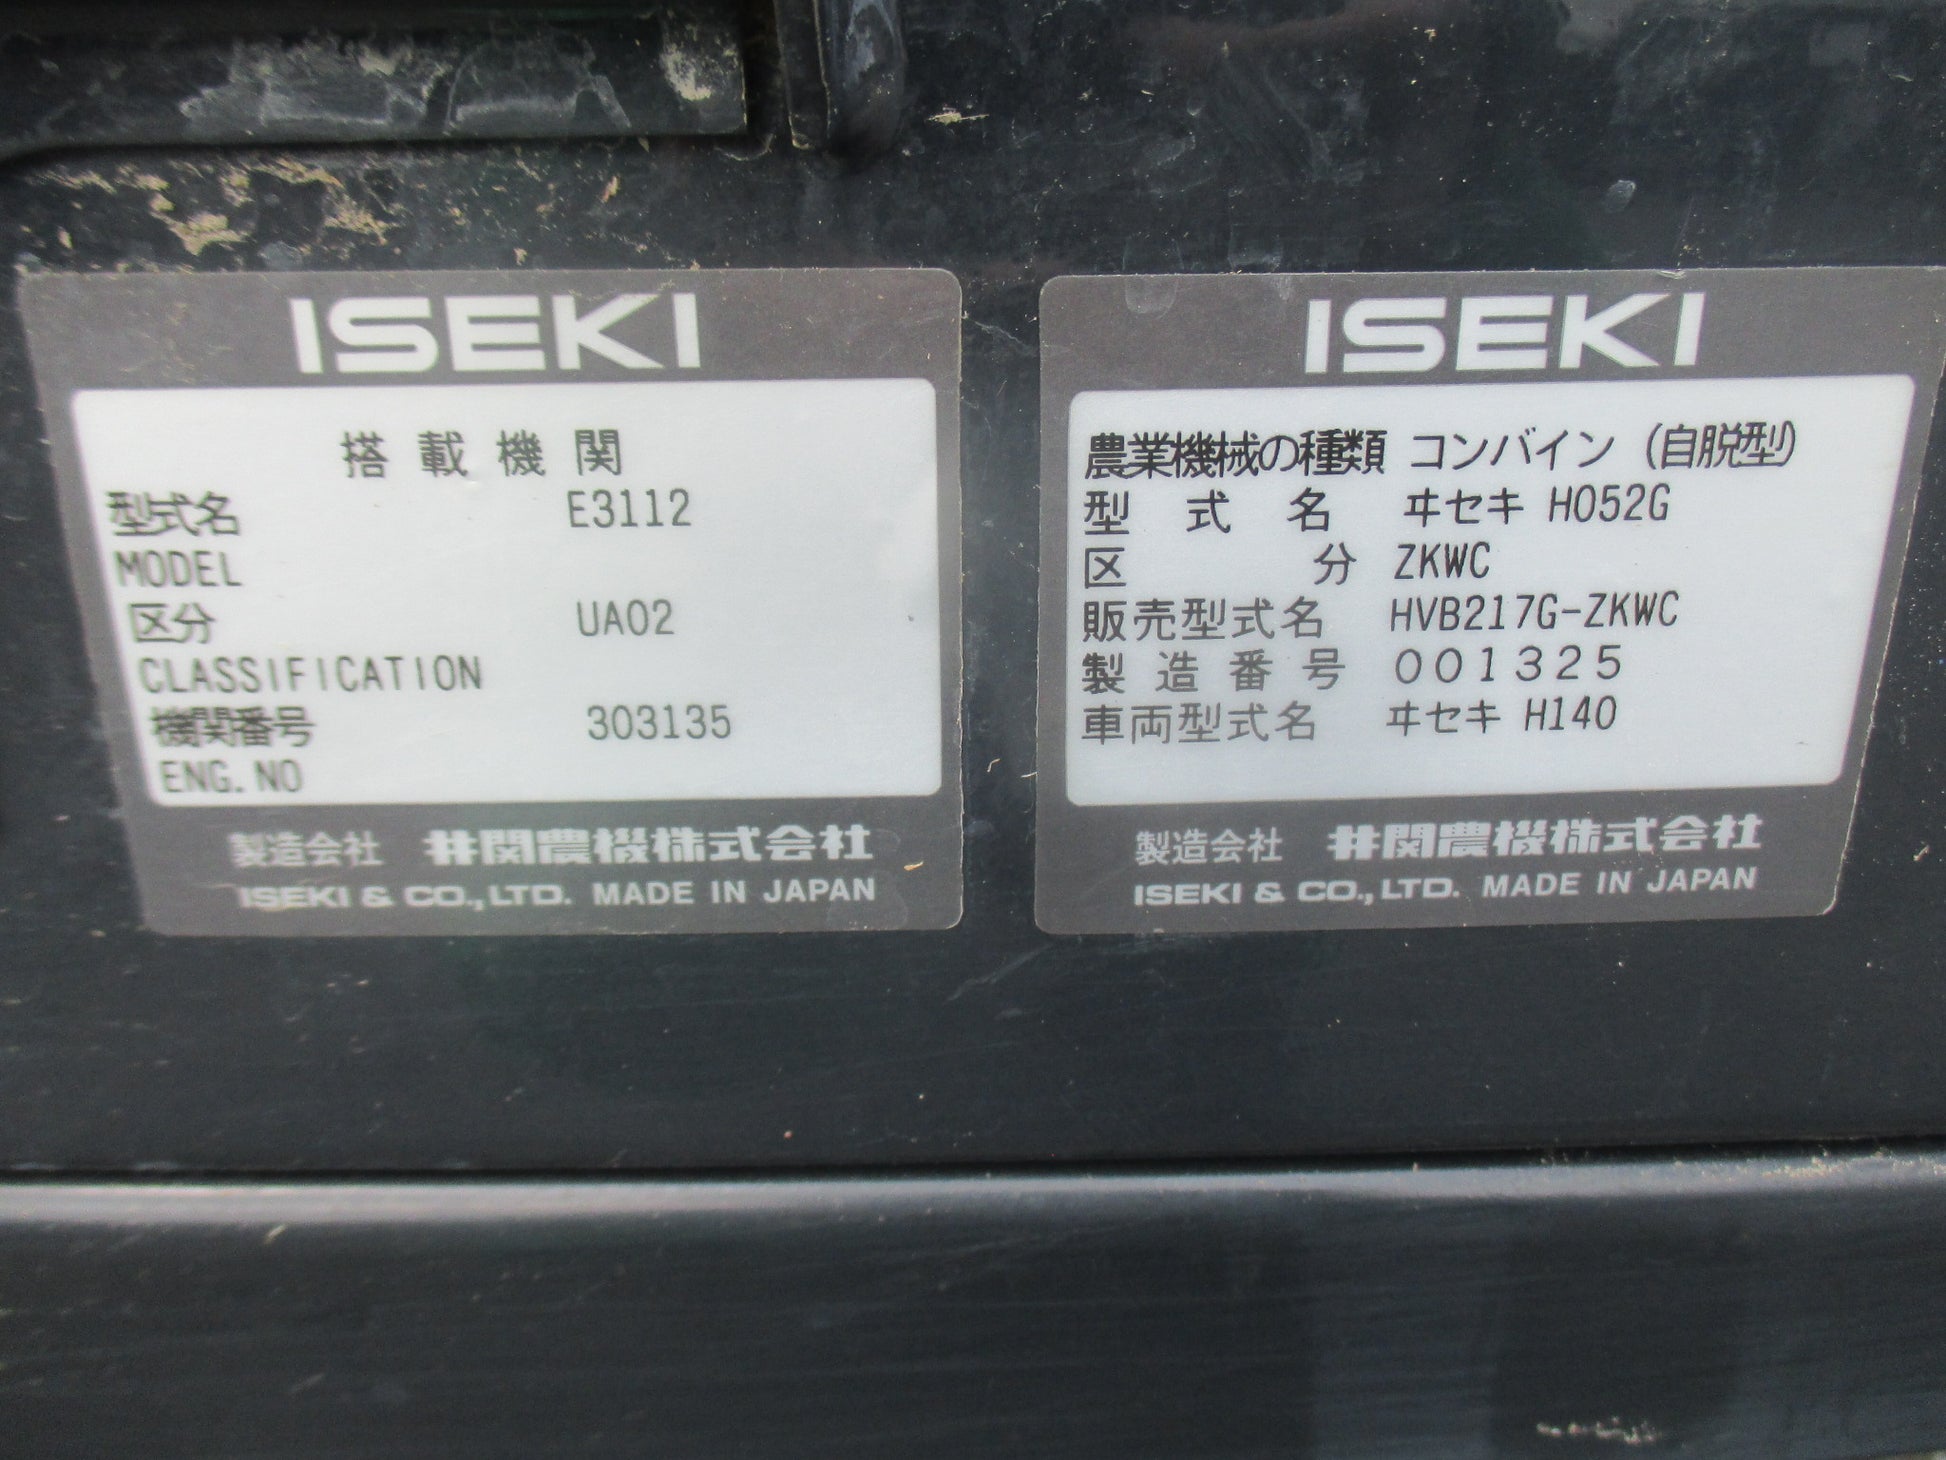 ISEKI
搭載機関
型式名 E3112
MODEL
区分 UA02
CLASSIFICATION
機関番号 303135
ENG. NO
製造会社 井関農機株式会社
ISEKI & CO., LTD. MADE IN JAPAN
ISEKI
農業機械の種類 コンバイン (自脱型)
型式名 ヰセキ HO52G
区分 ZKWC
販売型式名 HVB217G-ZKWC
製造番号 001325
車両型式名 ヰセキ H140
製造会社 井関農機株式会社
ISEKI & CO., LTD. MADE IN JAPAN